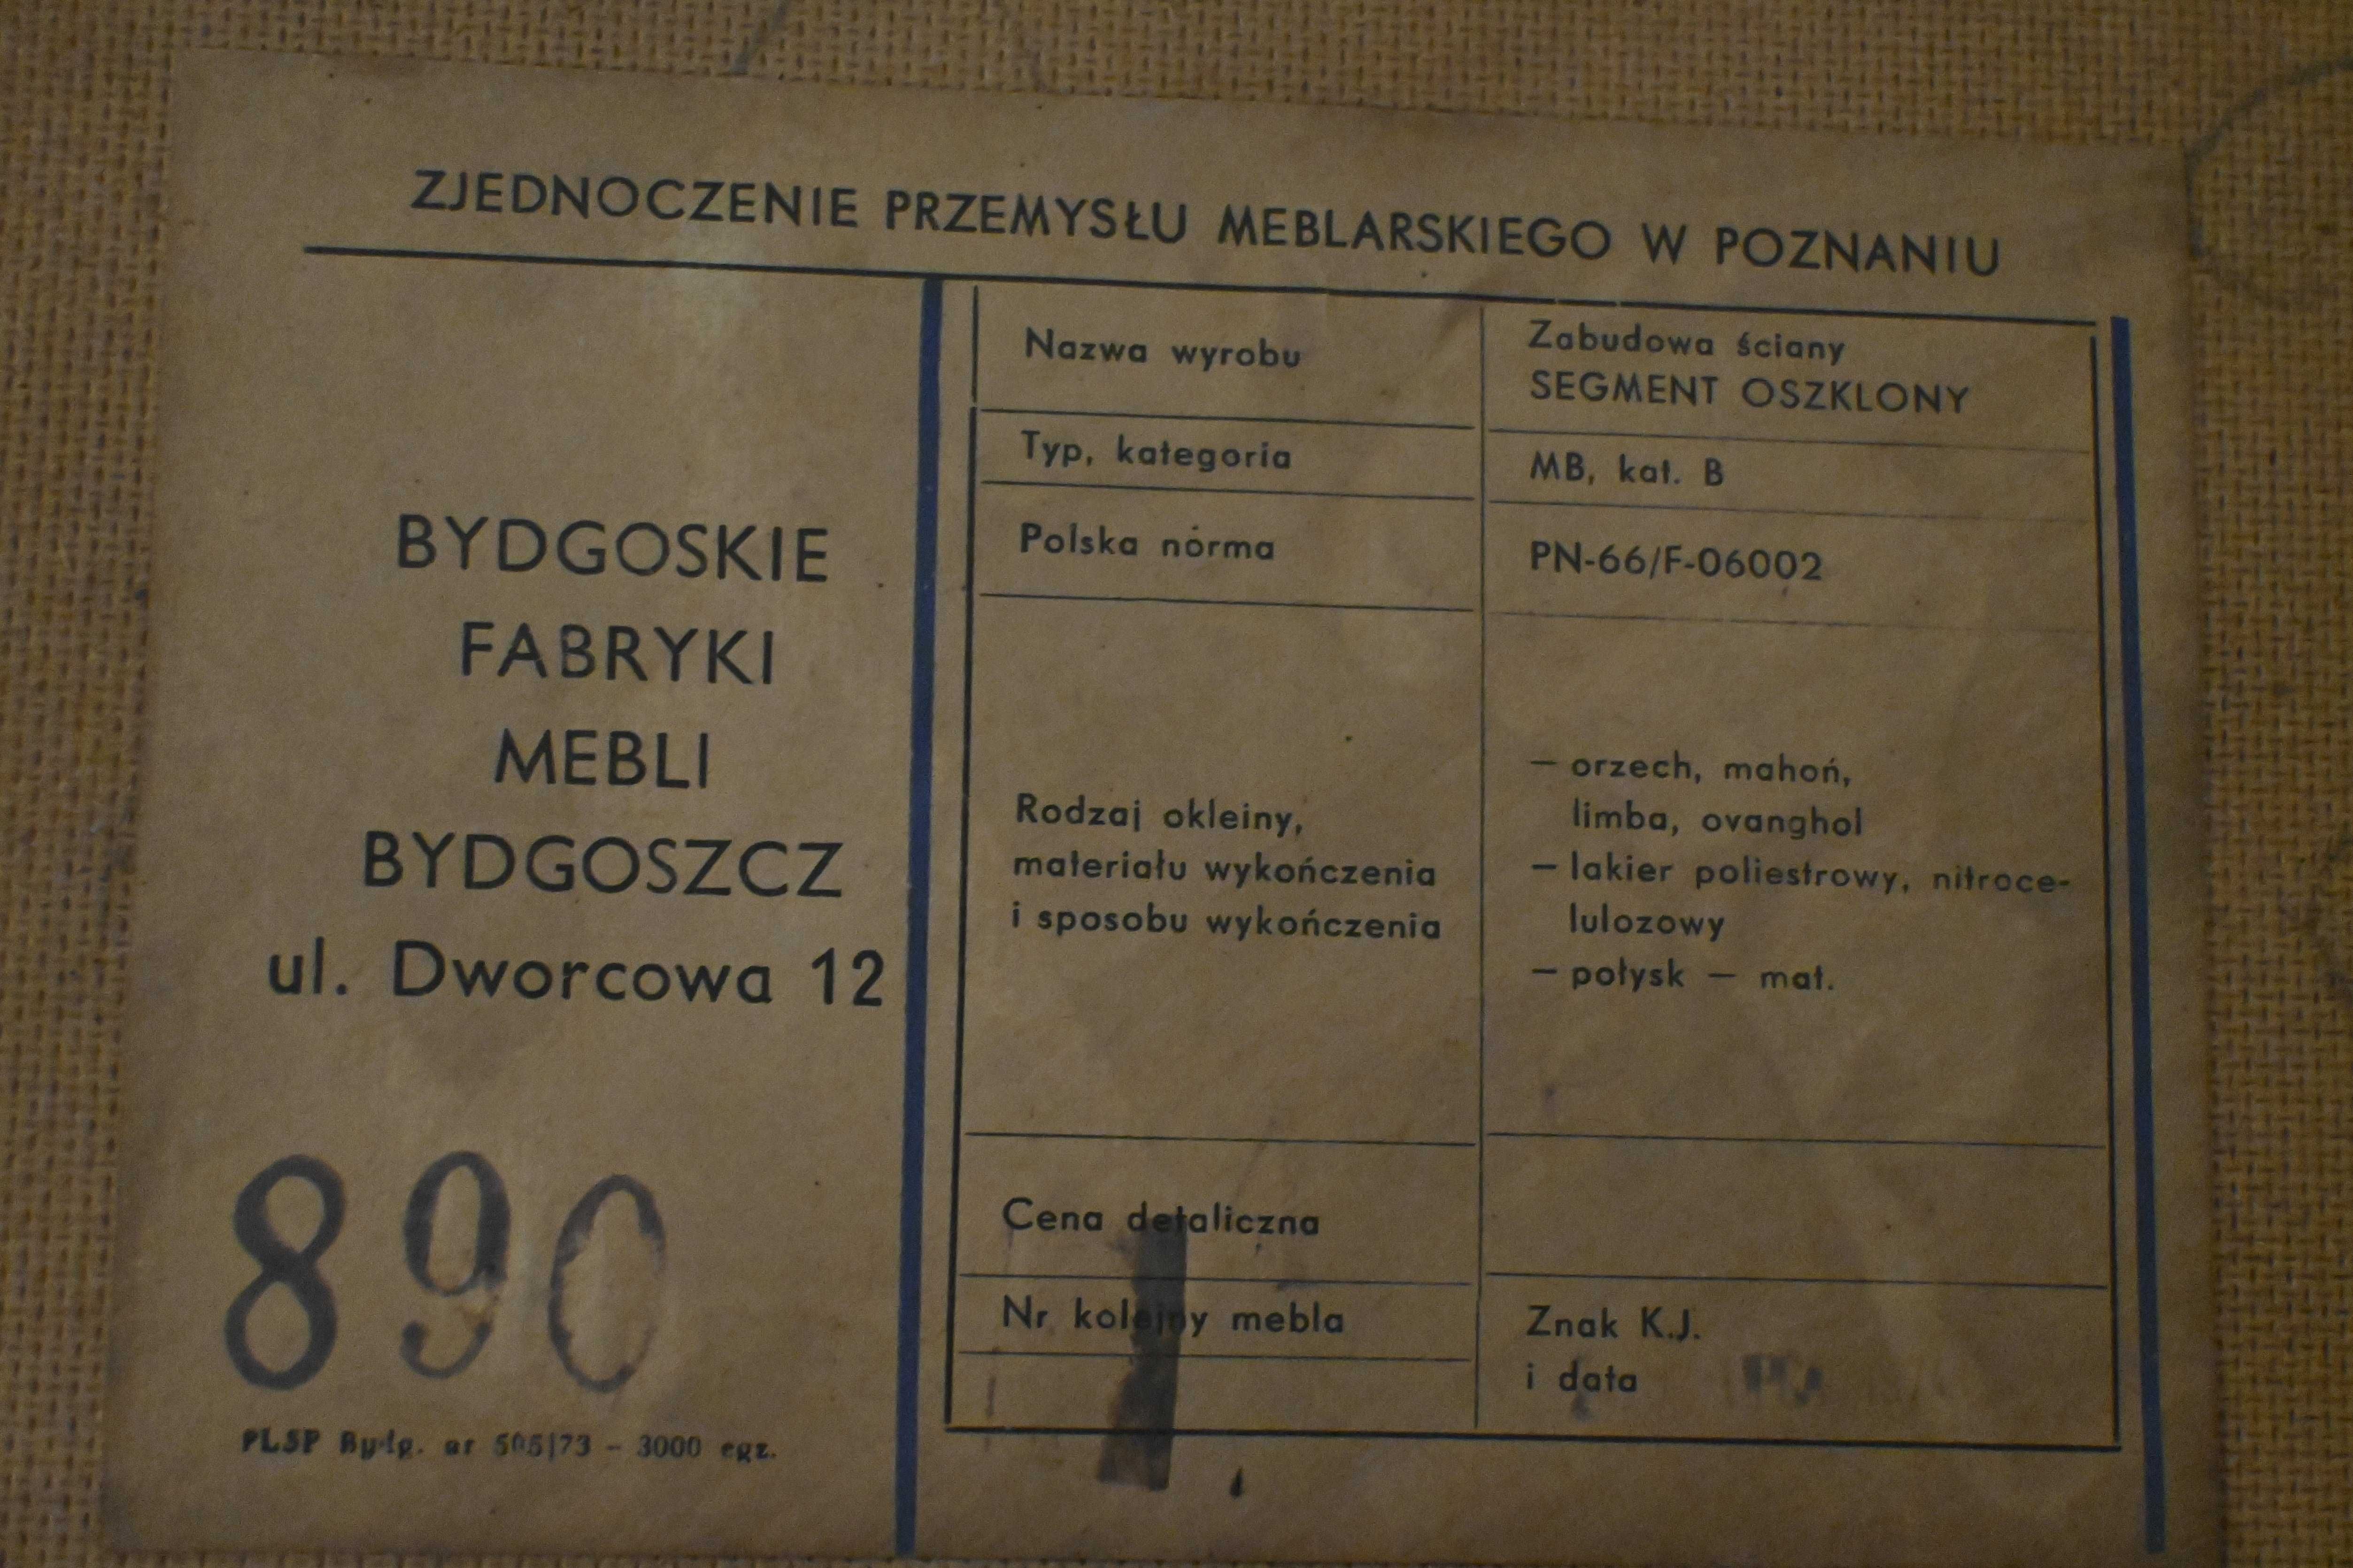 ZJEDNOCZENIE PRZEMYSŁU MEBLARSKIEGO W POZNANIU
BYDGOSKIE
FABRYKI
MEBLI
BYDGOSZCZ
ul. Dworcowa 12
890
PLSP Bydg. nr 505|73 - 3000 egz.
Nazwa wyrobu
Zabudowa ściany
SEGMENT OSZKLONY
Typ, kategoria
MB, kat. B
Polska norma
PN-66/F-06002
Rodzaj okleiny,
materiału wykończenia
i sposobu wykończenia
— orzech, mahoń,
limba, ovanghol
— lakier poliestrowy, nitroce-
lulozowy
— połysk — mat.
Cena detaliczna
Nr kolejny mebla
Znak K.J.
i data